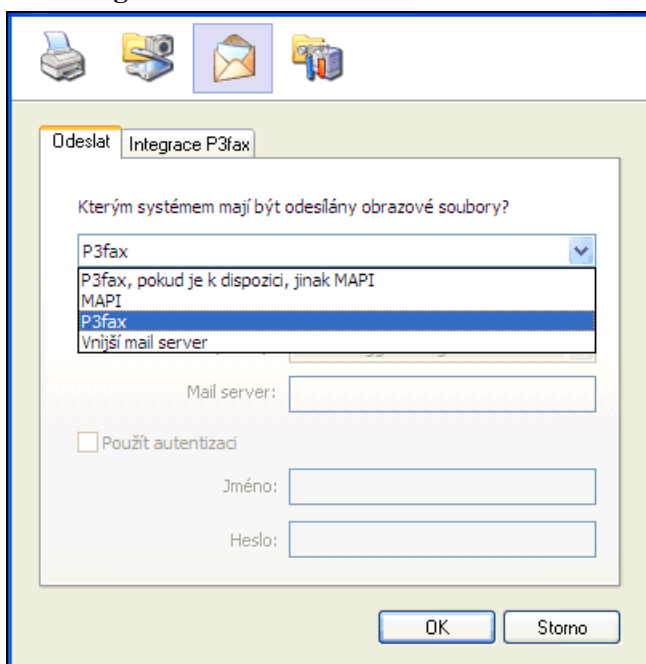 Odeslat Integrace P3fax
Kterým systémem mají být odesílány obrazové soubory?
P3fax
P3fax, pokud je k dispozici, jinak MAPI
MAPI
P3fax
Vnìjší mail server
Mail server:
Použít autentizaci
Jméno:
Heslo:
OK Storno